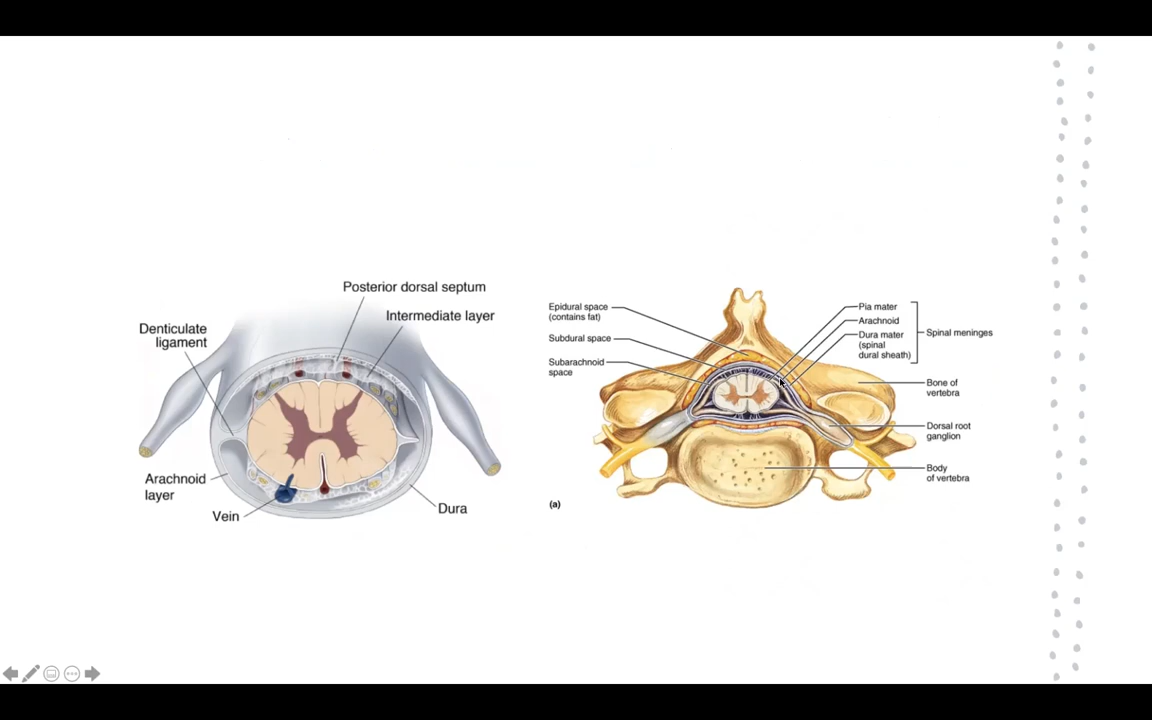 Posterior dorsal septum
Intermediate layer
Denticulate
ligament
Arachnoid
layer
Vein
Dura
Epidural space
(contains fat)
Subdural space
Subarachnoid
space
Pia mater
Arachnoid
Dura mater
(spinal
dural sheath)
Spinal meninges
Bone of
vertebra
Dorsal root
ganglion
Body
of vertebra
(a)